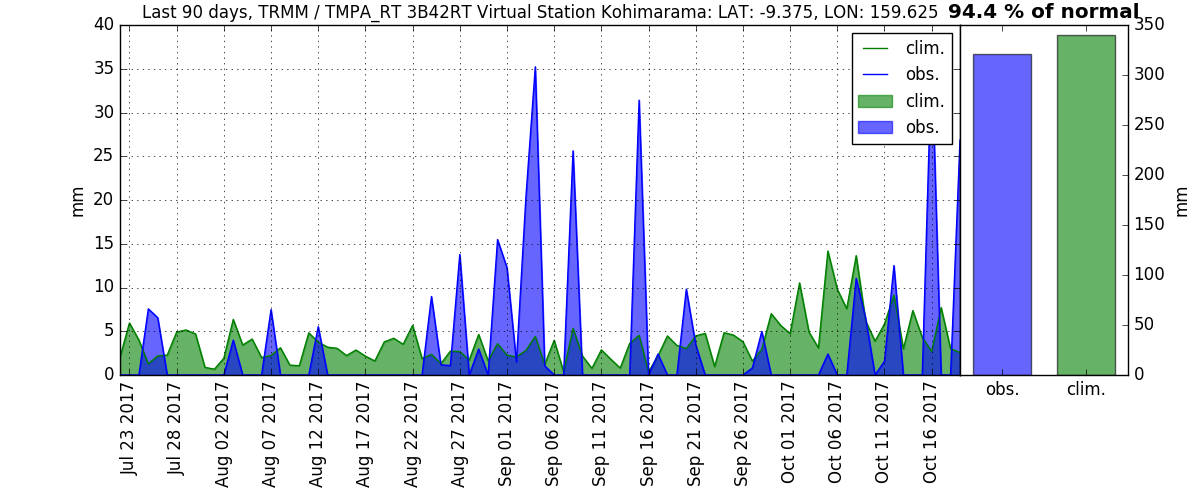 Last 90 days, TRMM / TMPA_RT 3B42RT Virtual Station Kohimarama: LAT: -9.375, LON: 159.625
94.4 % of normal
40
35
30
25
20
15
10
5
0
mm
clim.
obs.
clim.
obs.
350
300
250
200
150
100
50
0
mm
Jul 23 2017
Jul 28 2017
Aug 02 2017
Aug 07 2017
Aug 12 2017
Aug 17 2017
Aug 22 2017
Aug 27 2017
Sep 01 2017
Sep 06 2017
Sep 11 2017
Sep 16 2017
Sep 21 2017
Sep 26 2017
Oct 01 2017
Oct 06 2017
Oct 11 2017
Oct 16 2017
obs.
clim.